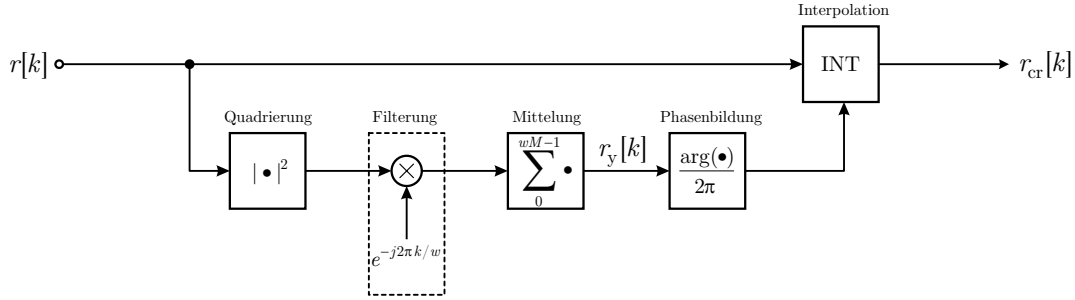 Interpolation
r[k]
INT
r_cr[k]
Quadrierung
Filterung
Mittelung
Phasenbildung
|•|²
×
wM−1
∑ •
0
r_y[k]
arg(•)
2π
e^{−j2πk/w}